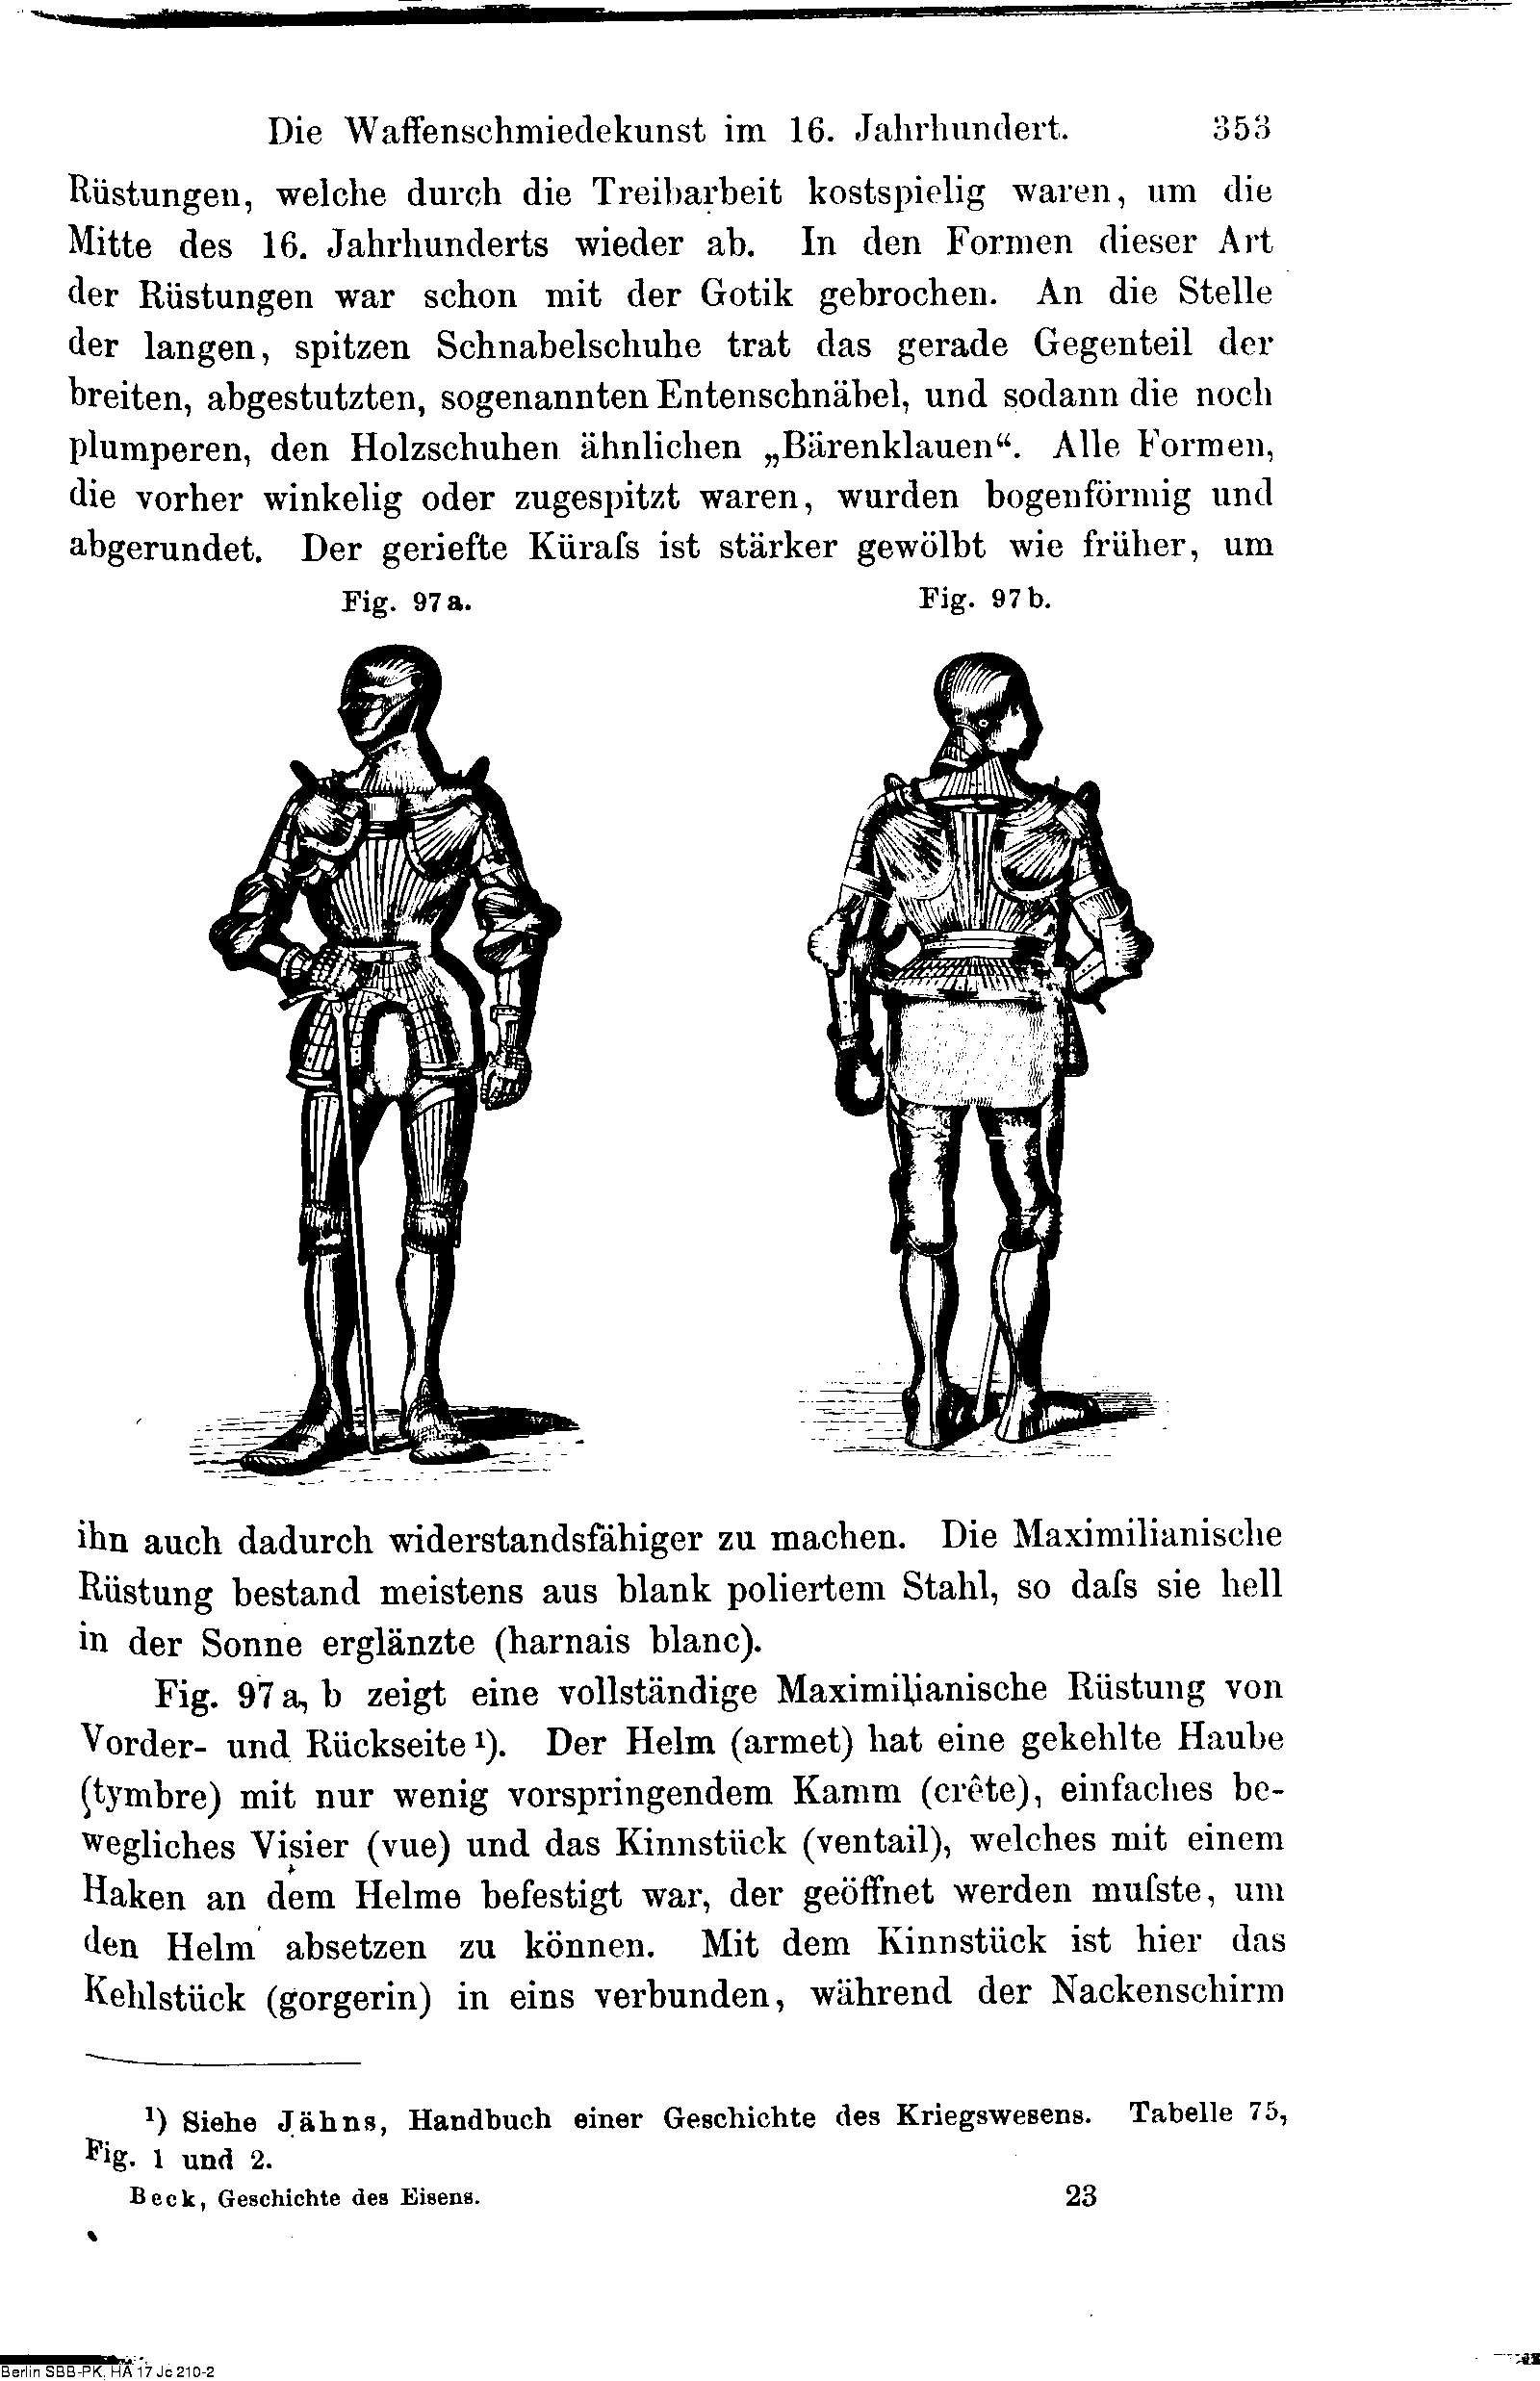 Die Waffenschmiedekunst im 16. Jahrhundert. 353
Rüstungen, welche durch die Treibarbeit kostspielig waren, um die
Mitte des 16. Jahrhunderts wieder ab. In den Formen dieser Art
der Rüstungen war schon mit der Gotik gebrochen. An die Stelle
der langen, spitzen Schnabelschuhe trat das gerade Gegenteil der
breiten, abgestutzten, sogenannten Entenschnäbel, und sodann die noch
plumperen, den Holzschuhen ähnlichen „Bärenklauen“. Alle Formen,
die vorher winkelig oder zugespitzt waren, wurden bogenförmig und
abgerundet. Der geriefte Küraſs ist stärker gewölbt wie früher, um
Fig. 97 a. Fig. 97 b.
ihn auch dadurch widerstandsfähiger zu machen. Die Maximilianische
Rüstung bestand meistens aus blank poliertem Stahl, so daſs sie hell
in der Sonne erglänzte (harnais blanc).
Fig. 97 a, b zeigt eine vollständige Maximilianische Rüstung von
Vorder- und Rückseite ¹). Der Helm (armet) hat eine gekehlte Haube
(tymbre) mit nur wenig vorspringendem Kamm (crête), einfaches be-
wegliches Visier (vue) und das Kinnstück (ventail), welches mit einem
Haken an dem Helme befestigt war, der geöffnet werden muſste, um
den Helm absetzen zu können. Mit dem Kinnstück ist hier das
Kehlstück (gorgerin) in eins verbunden, während der Nackenschirm
¹) Siehe Jähns, Handbuch einer Geschichte des Kriegswesens. Tabelle 75,
Fig. 1 und 2.
Beck, Geschichte des Eisens. 23
Berlin SBB-PK, HA 17 Jc 210-2